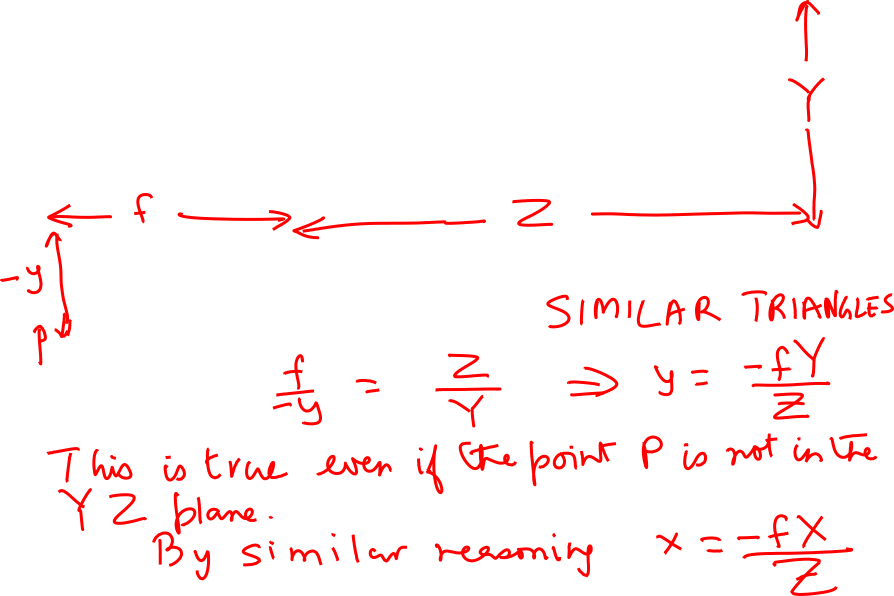 Y
f Z
-y
p
SIMILAR TRIANGLES
f/-y = Z/Y ⇒ y = -fY/Z
This is true even if the point P is not in the
YZ plane.
By similar reasoning x = -fX/Z